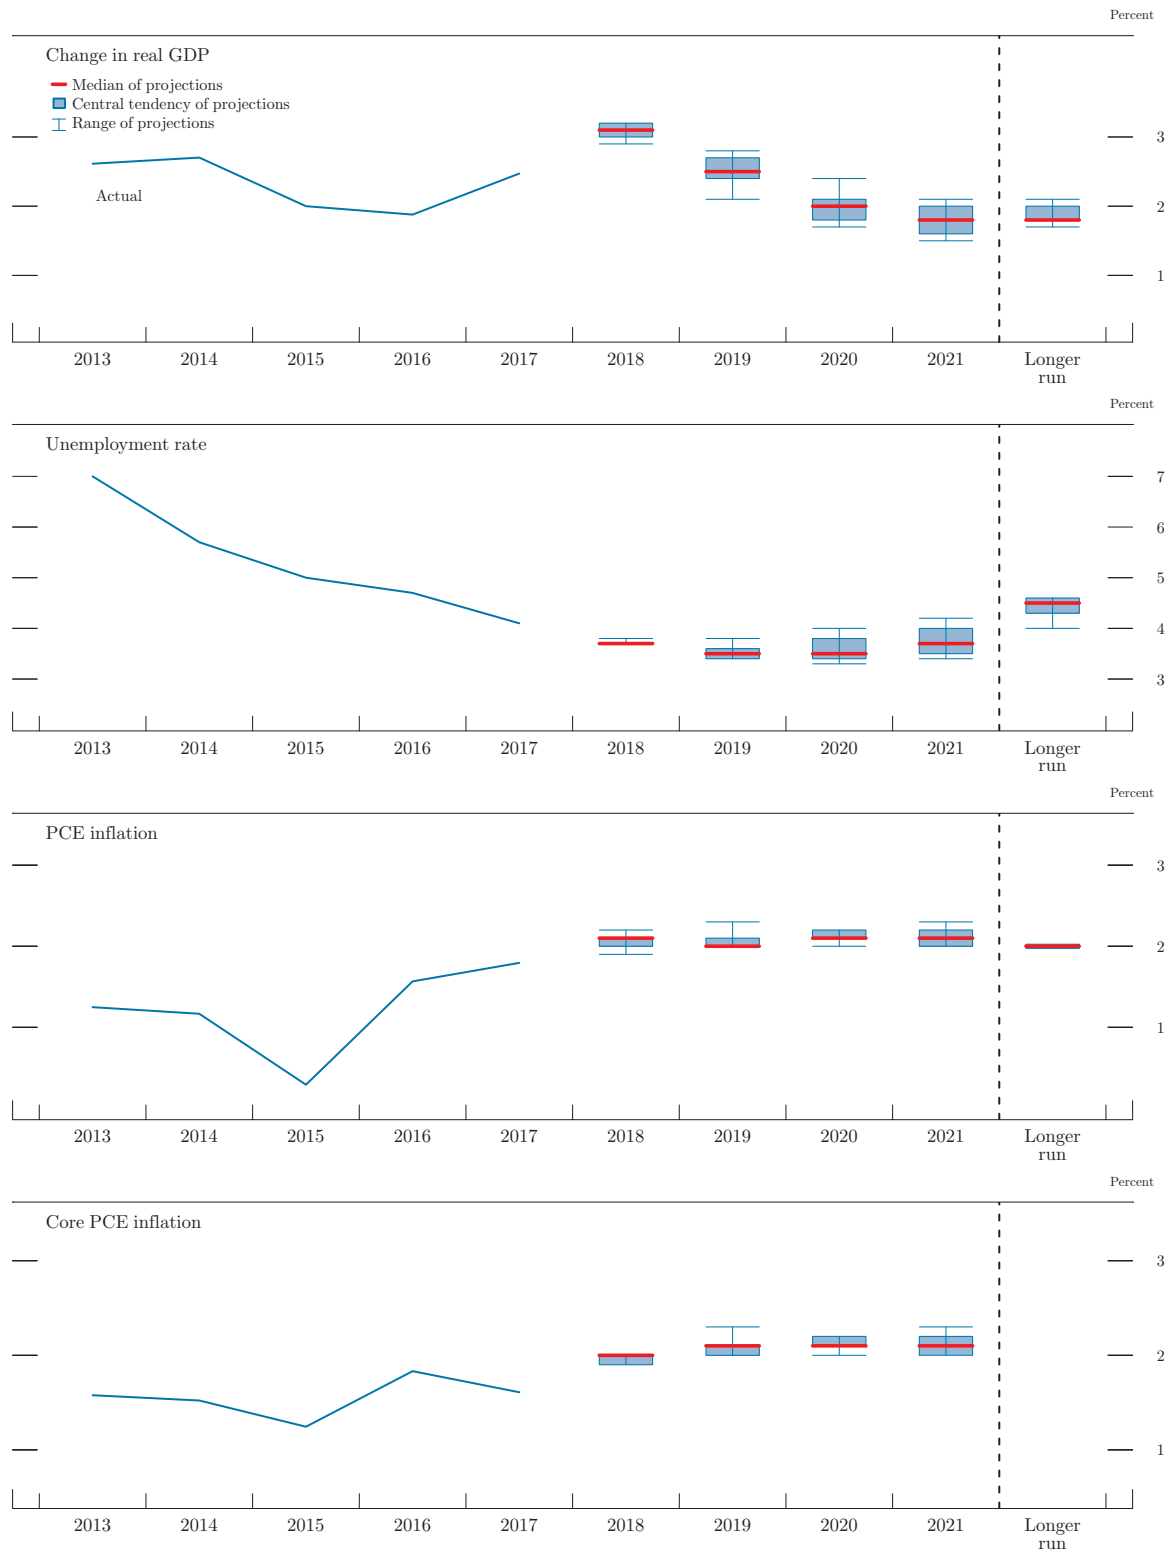 Percent
Change in real GDP
Median of projections
Central tendency of projections
Range of projections
3
Actual
2
1
2013 2014 2015 2016 2017 2018 2019 2020 2021 Longer
run
Percent
Unemployment rate
7
6
5
4
3
2013 2014 2015 2016 2017 2018 2019 2020 2021 Longer
run
Percent
PCE inflation
3
2
1
2013 2014 2015 2016 2017 2018 2019 2020 2021 Longer
run
Percent
Core PCE inflation
3
2
1
2013 2014 2015 2016 2017 2018 2019 2020 2021 Longer
run